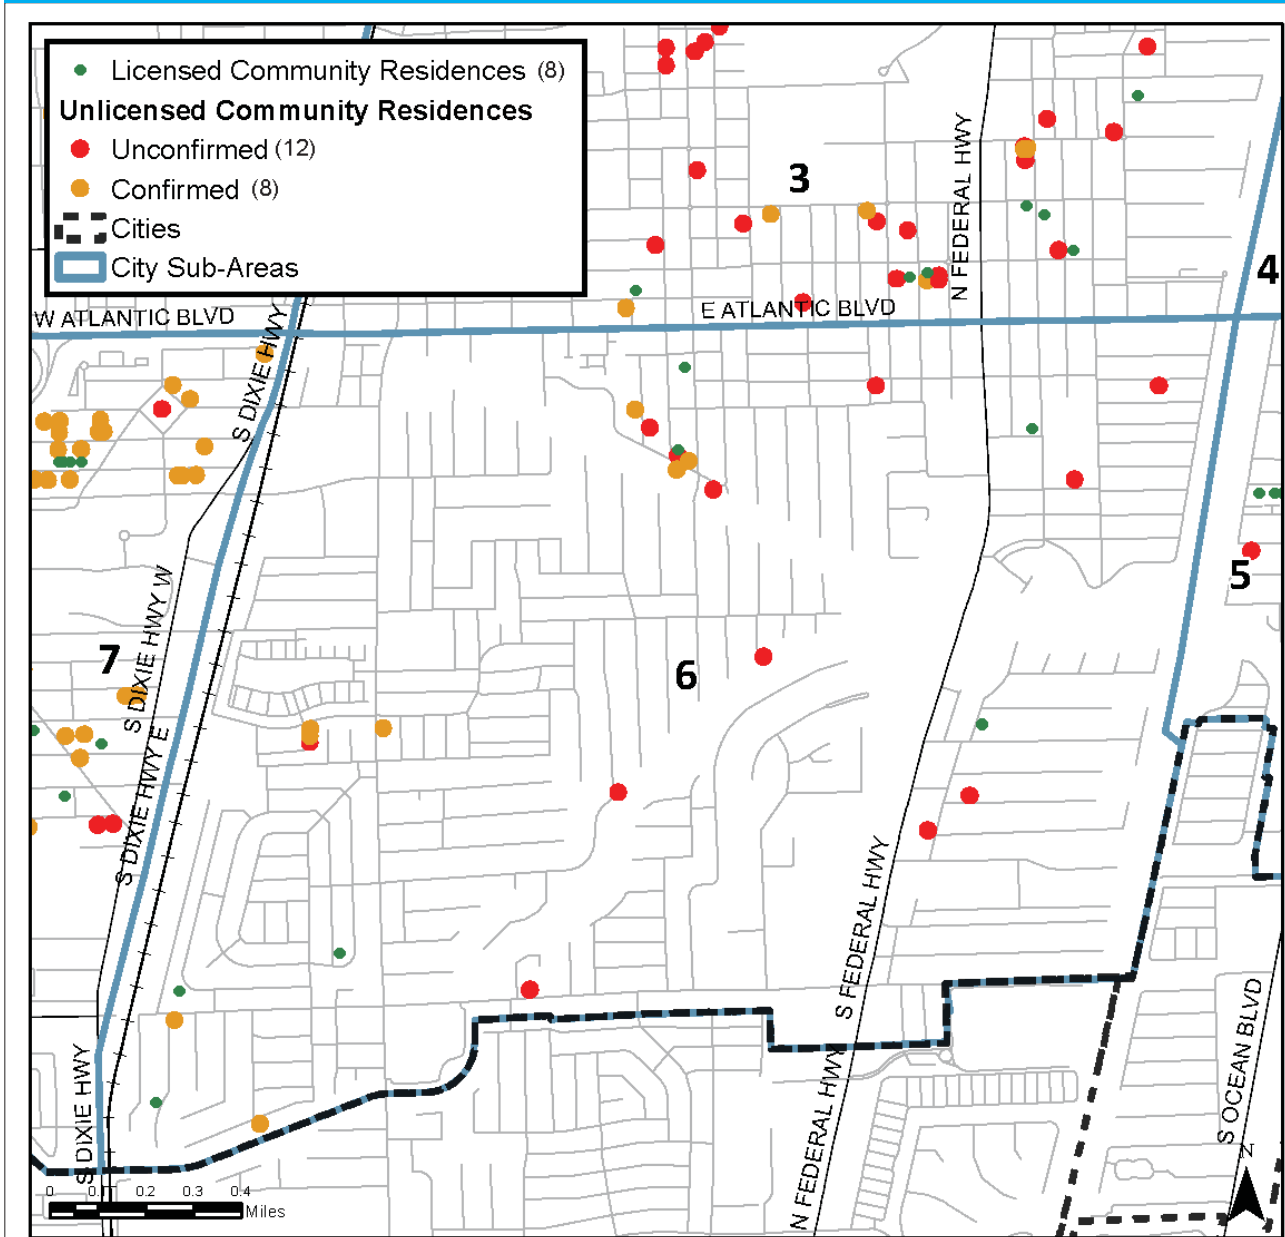 Licensed Community Residences (8)
Unlicensed Community Residences
Unconfirmed (12)
Confirmed (8)
Cities
City Sub-Areas
3
N FEDERAL HWY
4
W ATLANTIC BLVD
E ATLANTIC BLVD
S DIXIE HWY
5
S DIXIE HWY W
7
6
S DIXIE HWY E
S FEDERAL HWY
S OCEAN BLVD
S DIXIE HWY
N FEDERAL HWY
N
0 0.1 0.2 0.3 0.4
Miles